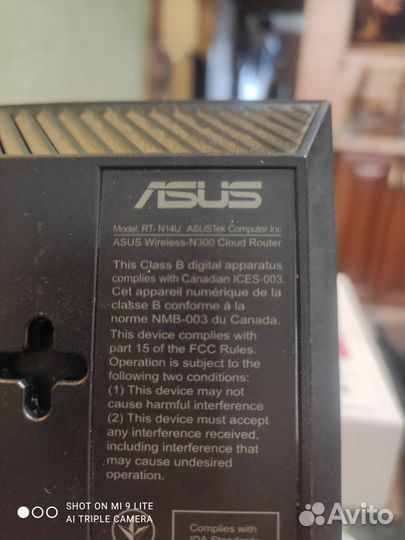 ASUS
Model: RT- N14U ASUSTek Computer Inc
ASUS Wireless-N300 Cloud Router
This Class B digital apparatus
complies with Canadian ICES-003.
Cet appareil numérique de la
classe B conforme á la
norme NMB-003 du Canada.
This device complies with
part 15 of the FCC Rules.
Operation is subject to the
following two conditions:
(1) This device may not
cause harmful interference
(2) This device must accept
any interference received,
including interference that
may cause undesired
operation.
Complies with
IDA Standards
SHOT ON MI 9 LITE
AI TRIPLE CAMERA
Avito